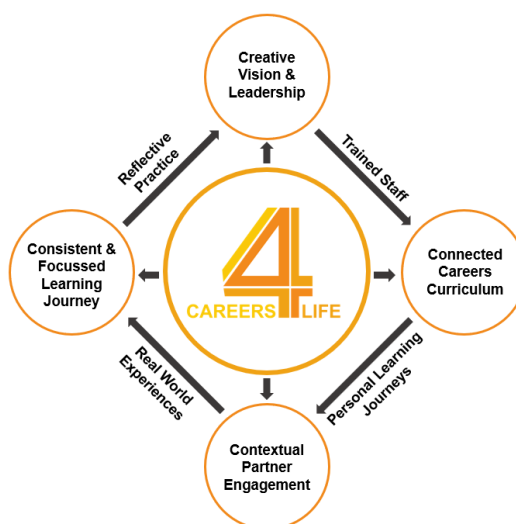 Creative
Vision &
Leadership
Reflective
Practice
Trained Staff
Consistent &
Focussed
Learning
Journey
4
CAREERS LIFE
Connected
Careers
Curriculum
Real World
Experiences
Personal Learning
Journeys
Contextual
Partner
Engagement